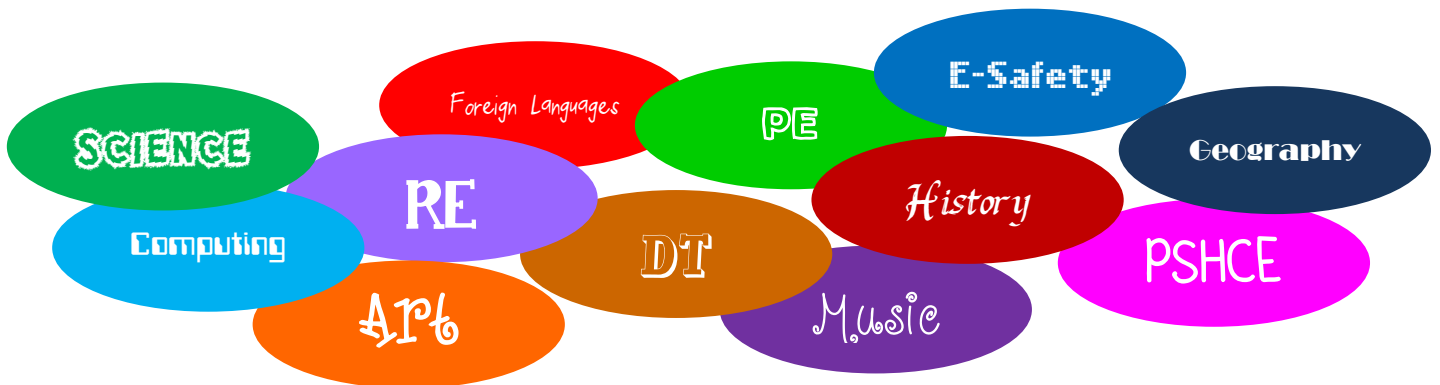 E-Safety
Foreign Languages
PE
SCIENCE
Geography
RE
History
Computing
DT
PSHCE
Art
Music